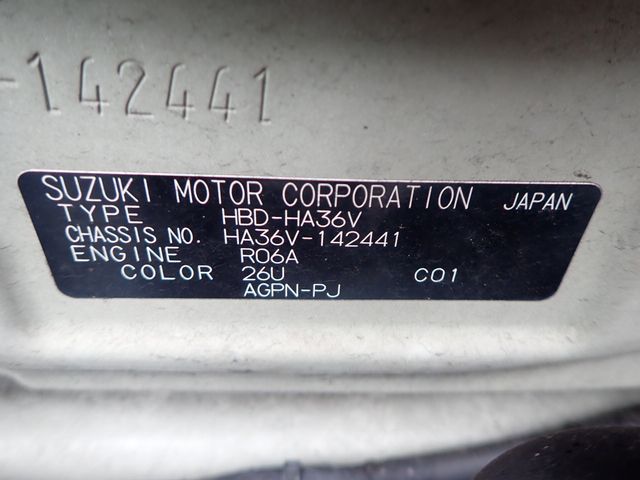 -142441
SUZUKI MOTOR CORPORATION JAPAN
TYPE HBD-HA36V
CHASSIS NO. HA36V-142441
ENGINE R06A
COLOR 26U C01
AGPN-PJ